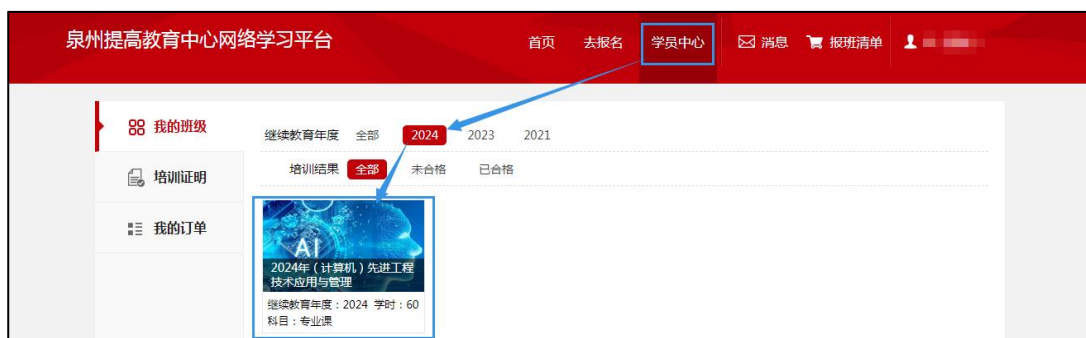 泉州提高教育中心网络学习平台 首页 去报名 学员中心 消息 报班清单
我的班级
培训证明
我的订单
继续教育年度 全部 2024 2023 2021
培训结果 全部 未合格 已合格
AI
2024年（计算机）先进工程
技术应用与管理
继续教育年度：2024 学时：60
科目：专业课